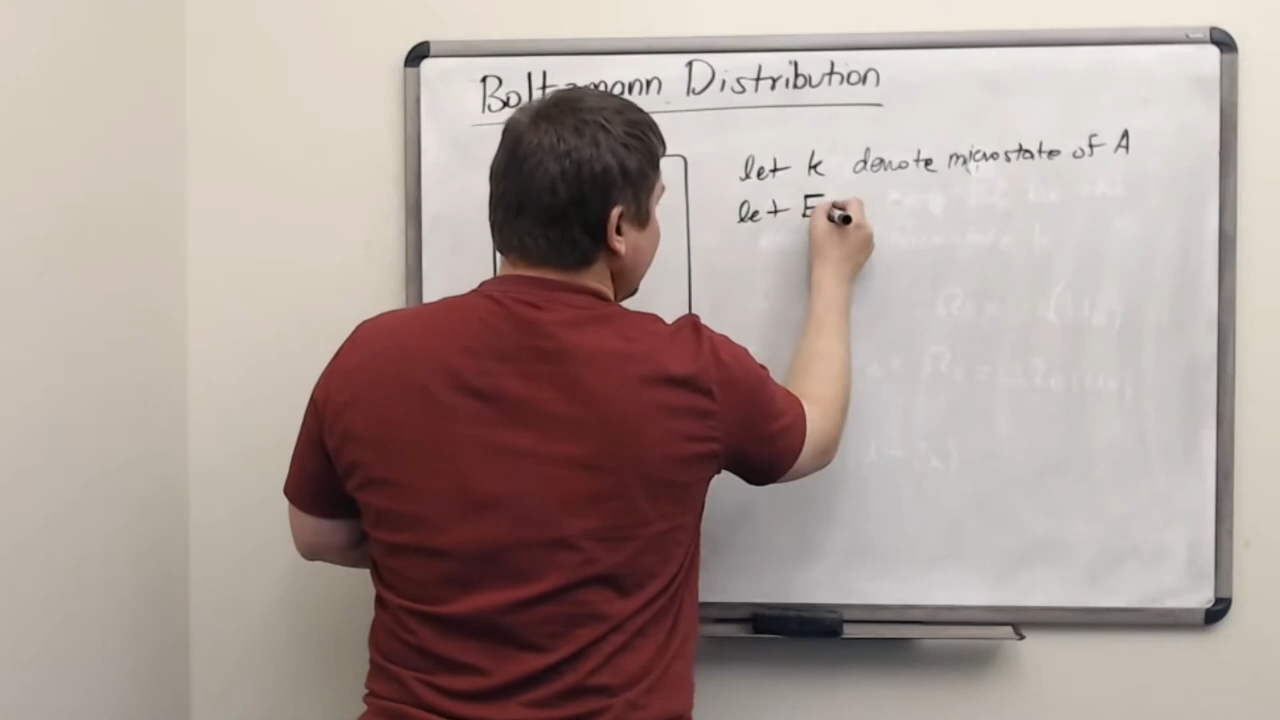 Boltzmann Distribution
let k denote microstate of A
let E